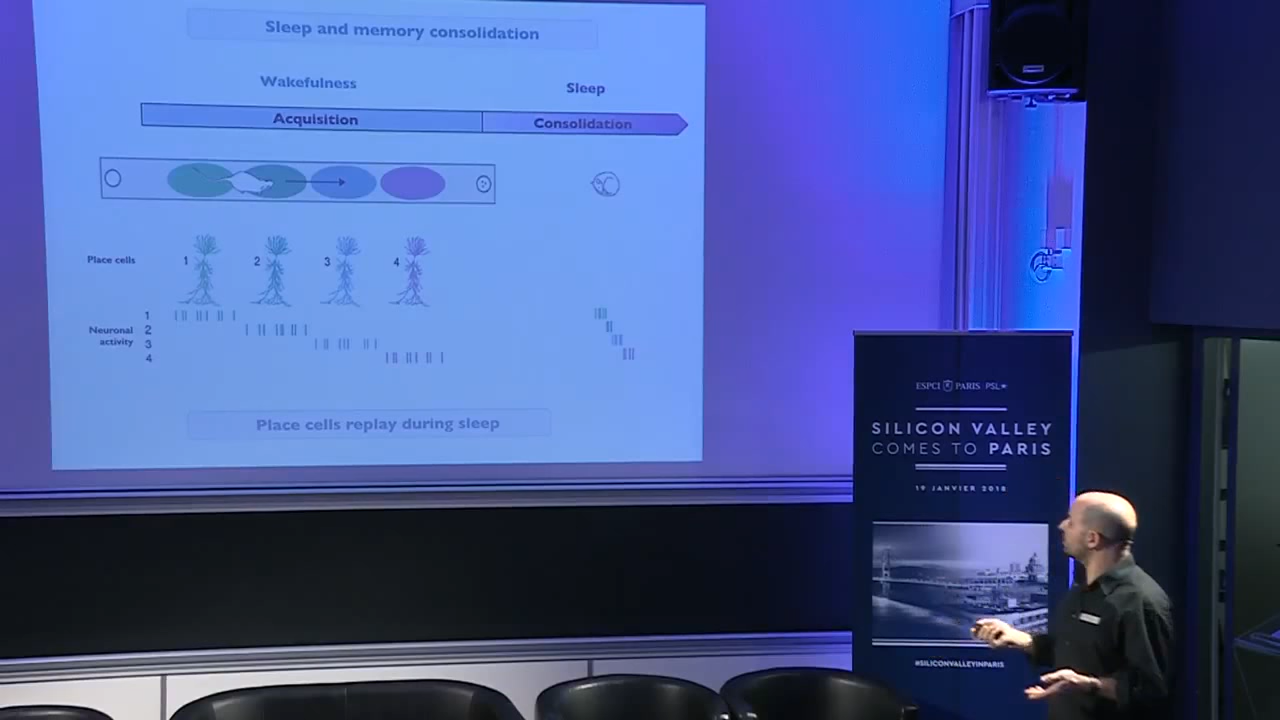 Sleep and memory consolidation
Wakefulness
Sleep
Acquisition
Consolidation
Place cells
1
2
3
4
Neuronal
activity
1
2
3
4
Place cells replay during sleep
ESPCI PARIS PSL★
SILICON VALLEY
COMES TO PARIS
19 JANVIER 2018
#SILICONVALLEYINPARIS